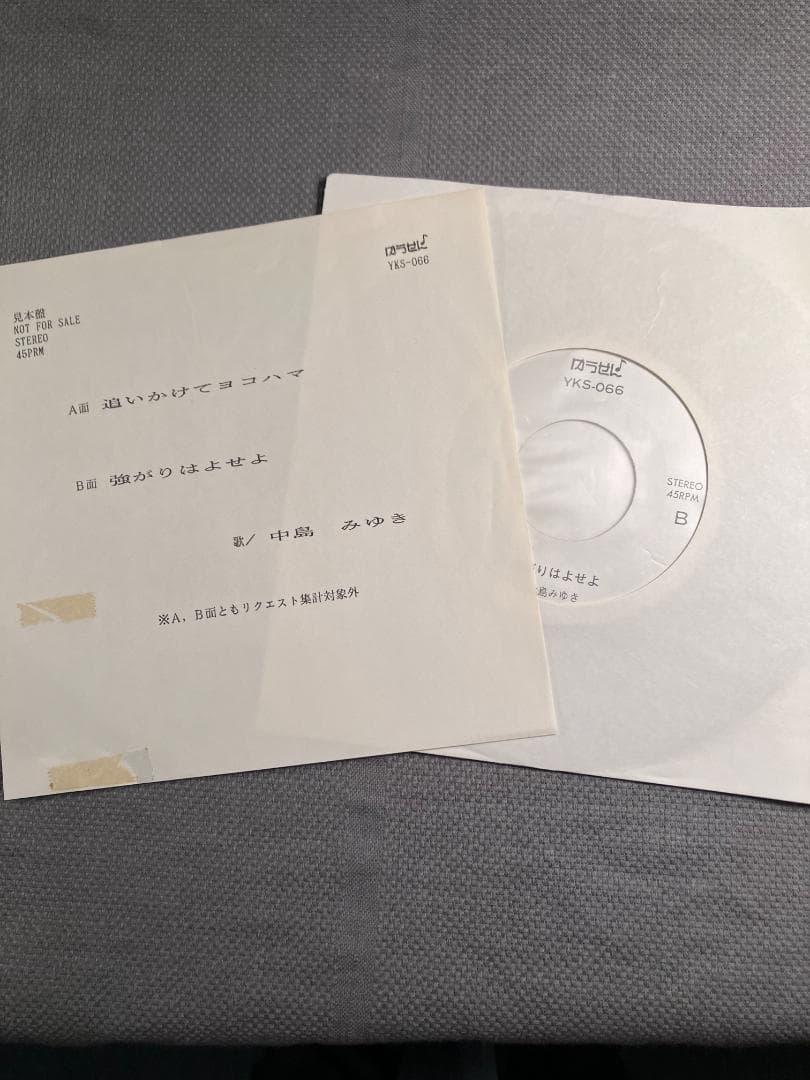 ゆうせん
YKS-066
見本盤
NOT FOR SALE
STEREO
45PRM
A面 追いかけてヨコハマ
B面 強がりはよせよ
歌/ 中島 みゆき
※A, B面ともリクエスト集計対象外
ゆうせん
YKS-066
STEREO
45RPM
B
りはよせよ
島みゆき